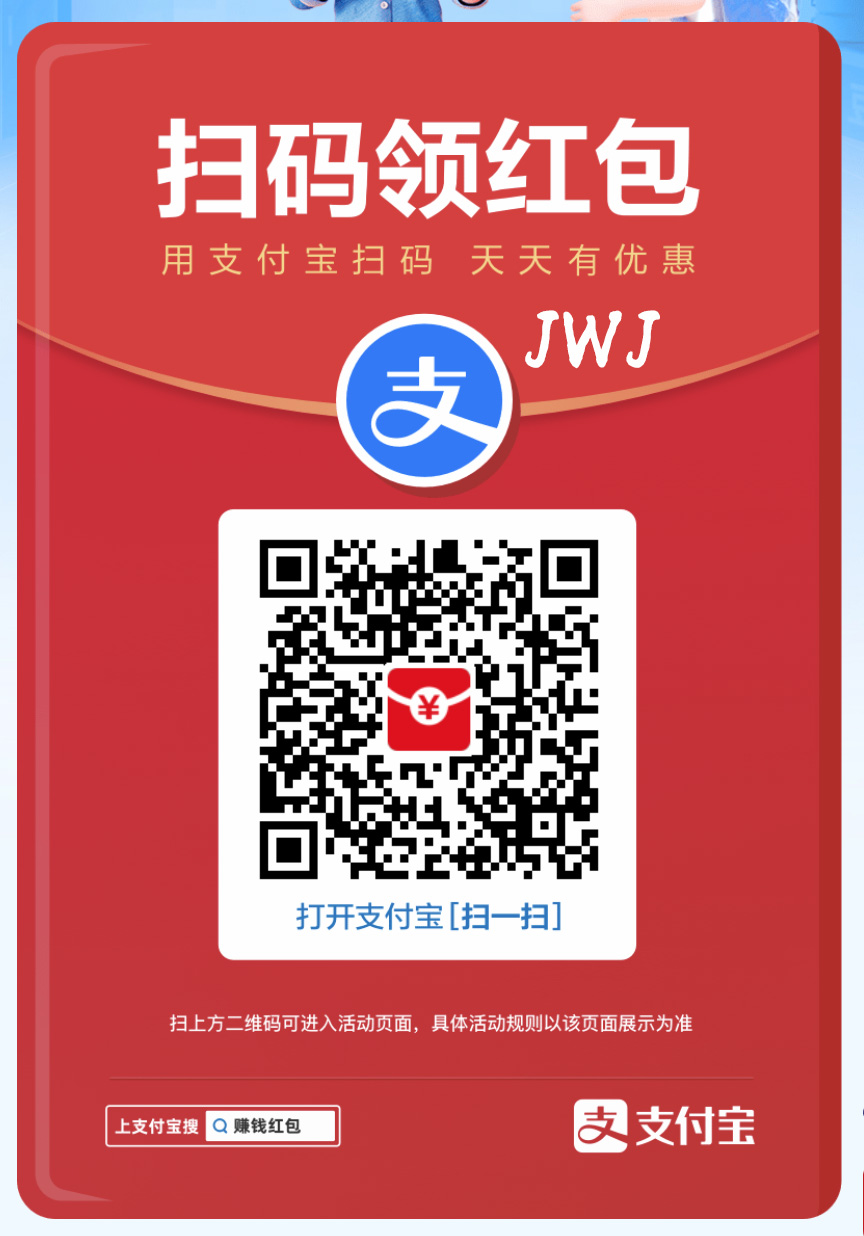 扫码领红包
用支付宝扫码 天天有优惠
JWJ
支
¥
打开支付宝[扫一扫]
扫上方二维码可进入活动页面，具体活动规则以该页面展示为准
上支付宝搜 赚钱红包
支 支付宝